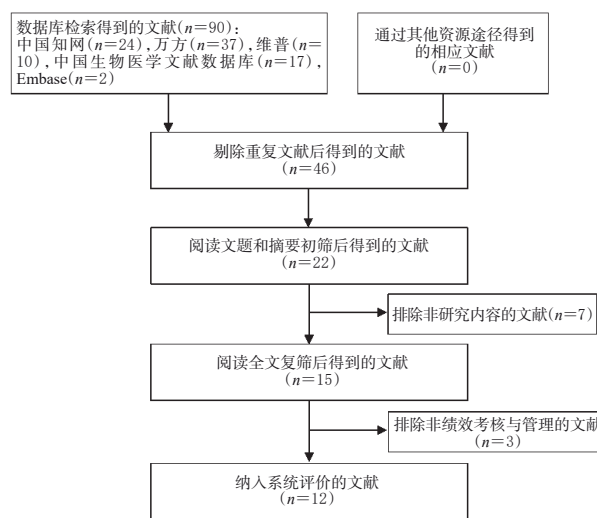 数据库检索得到的文献(n=90)：
中国知网(n=24),万方(n=37),维普(n=
10),中国生物医学文献数据库(n=17),
Embase(n=2)
通过其他资源途径得到
的相应文献
(n=0)
剔除重复文献后得到的文献
(n=46)
阅读文题和摘要初筛后得到的文献
(n=22)
排除非研究内容的文献(n=7)
阅读全文复筛后得到的文献
(n=15)
排除非绩效考核与管理的文献
(n=3)
纳入系统评价的文献
(n=12)